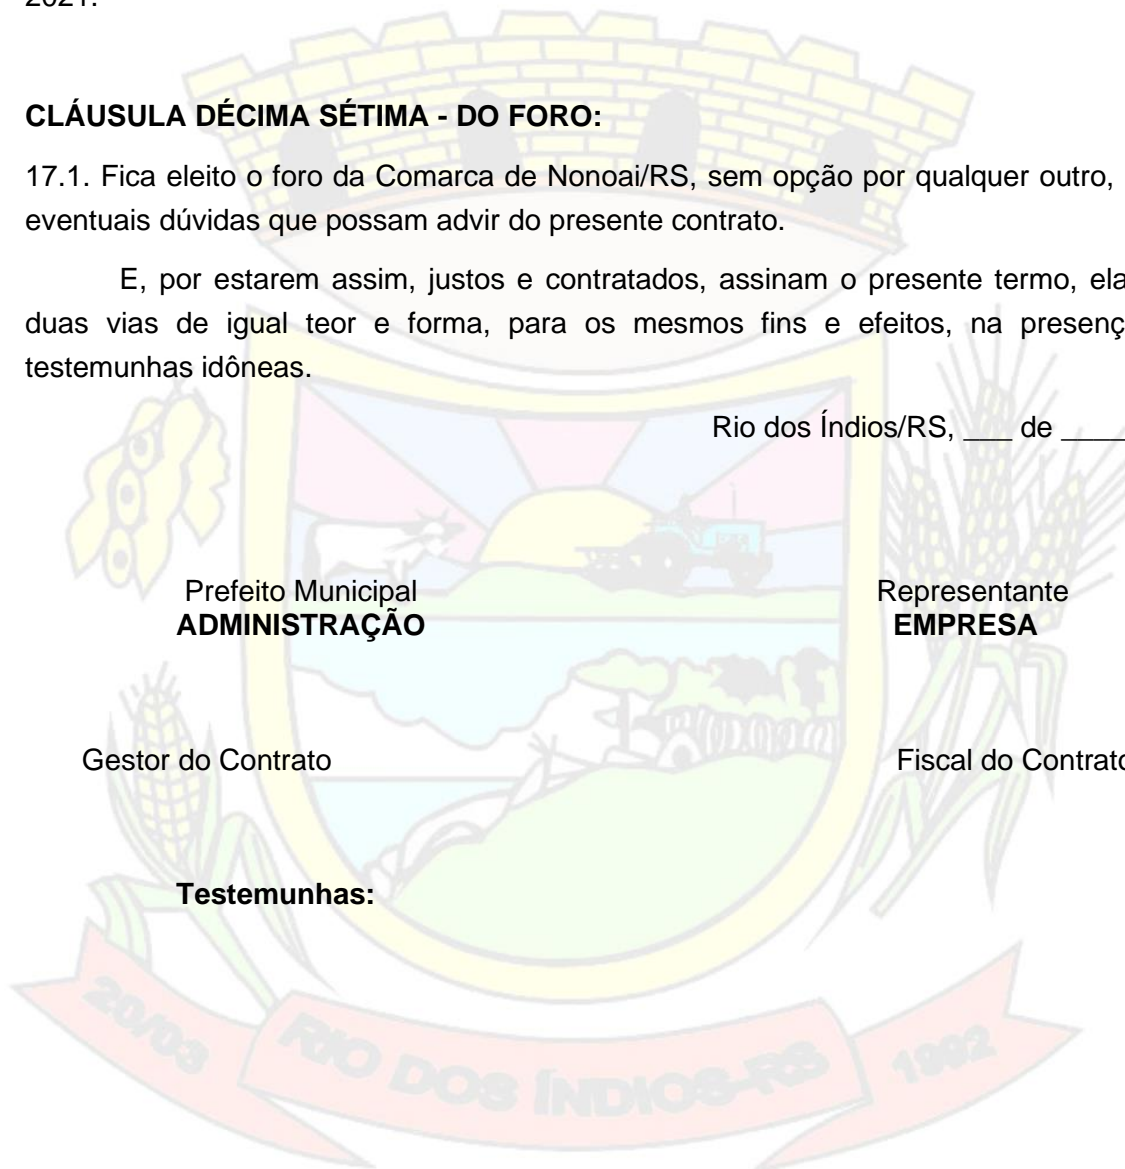 2021.
CLÁUSULA DÉCIMA SÉTIMA - DO FORO:
17.1. Fica eleito o foro da Comarca de Nonoai/RS, sem opção por qualquer outro,
eventuais dúvidas que possam advir do presente contrato.
E, por estarem assim, justos e contratados, assinam o presente termo, ela
duas vias de igual teor e forma, para os mesmos fins e efeitos, na presenç
testemunhas idôneas.
Rio dos Índios/RS, ___ de _____
Prefeito Municipal Representante
ADMINISTRAÇÃO EMPRESA
Gestor do Contrato Fiscal do Contrato
Testemunhas:
20/03 RIO DOS ÍNDIOS-RS 1992